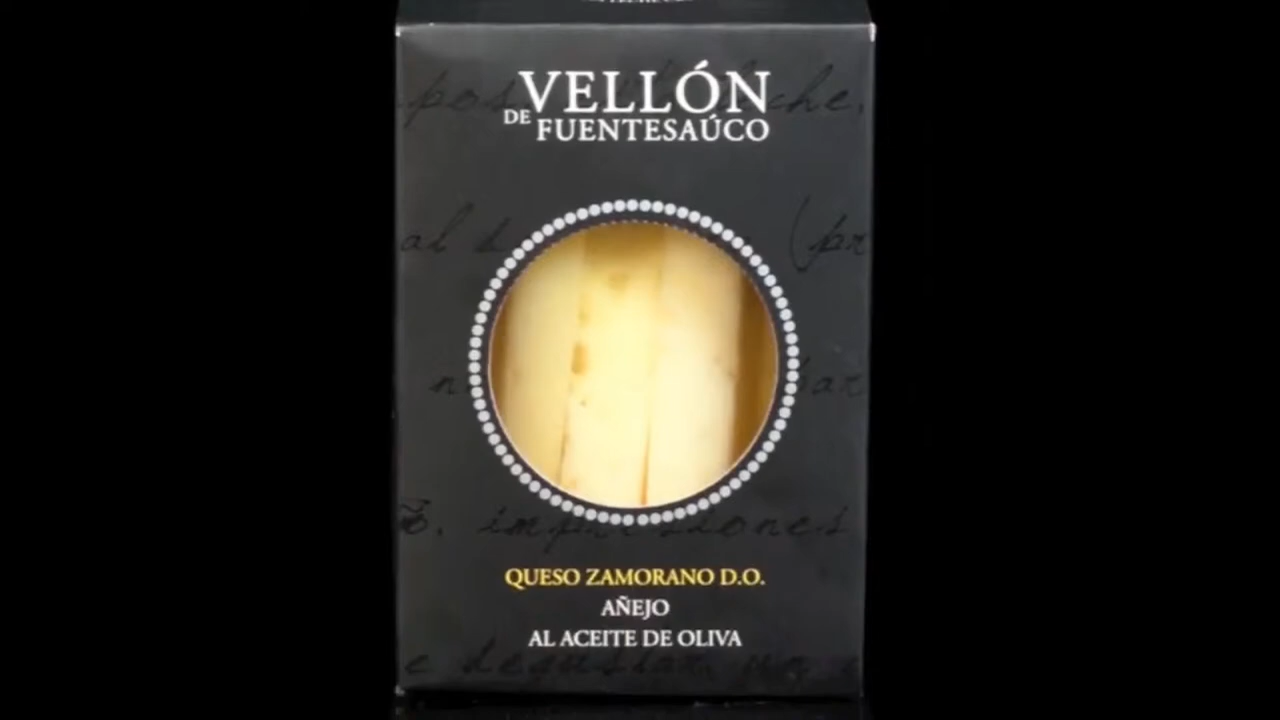 VELLÓN
DE FUENTESAÚCO
QUESO ZAMORANO D.O.
AÑEJO
AL ACEITE DE OLIVA